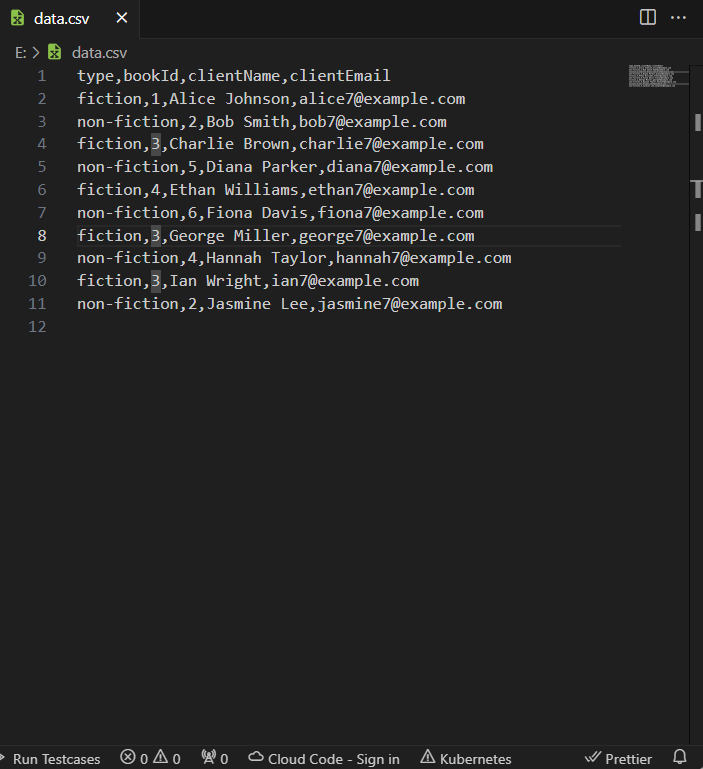 data.csv
E: > data.csv
1 type,bookId,clientName,clientEmail
2 fiction,1,Alice Johnson,alice7@example.com
3 non-fiction,2,Bob Smith,bob7@example.com
4 fiction,3,Charlie Brown,charlie7@example.com
5 non-fiction,5,Diana Parker,diana7@example.com
6 fiction,4,Ethan Williams,ethan7@example.com
7 non-fiction,6,Fiona Davis,fiona7@example.com
8 fiction,3,George Miller,george7@example.com
9 non-fiction,4,Hannah Taylor,hannah7@example.com
10 fiction,3,Ian Wright,ian7@example.com
11 non-fiction,2,Jasmine Lee,jasmine7@example.com
12
Run Testcases 0 0 0 Cloud Code - Sign in Kubernetes Prettier